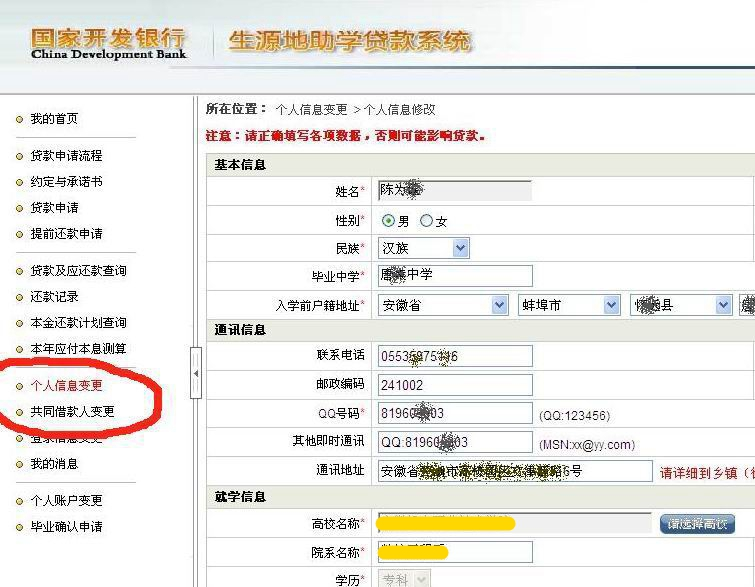 国家开发银行
China Development Bank
生源地助学贷款系统
我的首页
贷款申请流程
约定与承诺书
贷款申请
提前还款申请
贷款及应还款查询
还款记录
本金还款计划查询
本年应付本息测算
个人信息变更
共同借款人变更
登录信息变更
我的消息
个人账户变更
毕业确认申请
所在位置： 个人信息变更 >个人信息修改
注意：请正确填写各项数据，否则可能影响贷款。
基本信息
姓名* 陈为
性别* 男 女
民族* 汉族
毕业中学* 中学
入学前户籍地址* 安徽省 蚌埠市 县
通讯信息
联系电话
邮政编码 241002
QQ号码* (QQ:123456)
其他即时通讯 (MSN:xx@yy.com)
通讯地址 安徽省 号 请详细到乡镇
就学信息
高校名称* 请选择高校
院系名称*
学历* 专科